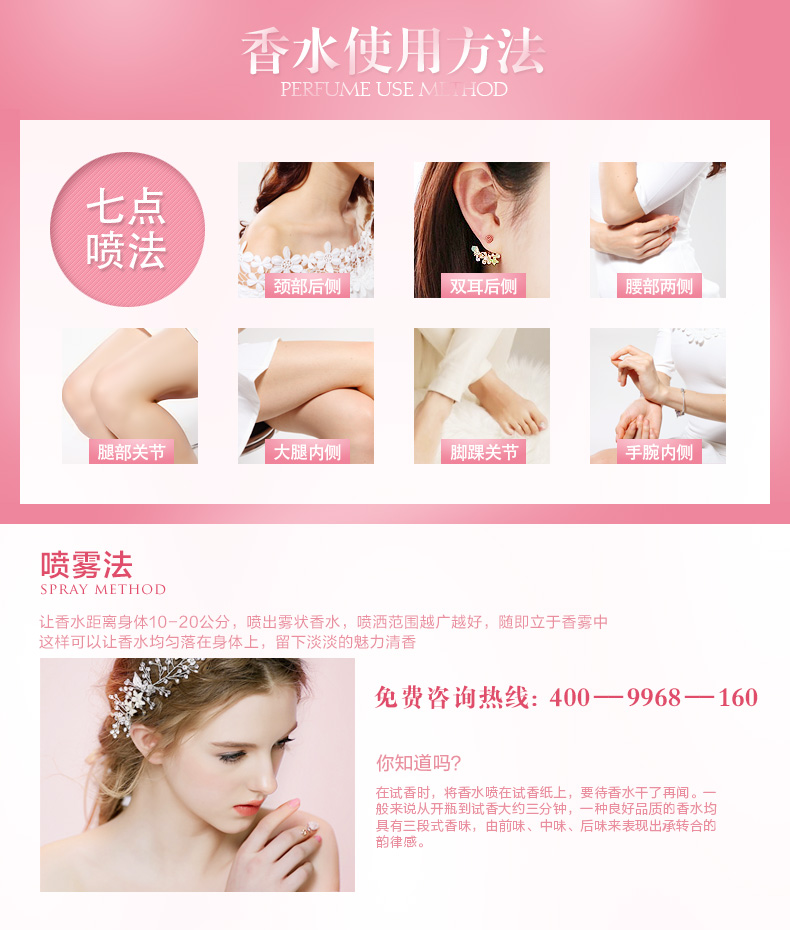 香水使用方法
PERFUME USE METHOD
七点
喷法
颈部后侧
双耳后侧
腰部两侧
腿部关节
大腿内侧
脚踝关节
手腕内侧
喷雾法
SPRAY METHOD
让香水距离身体10-20公分，喷出雾状香水，喷洒范围越广越好，随即立于香雾中
这样可以让香水均匀落在身体上，留下淡淡的魅力清香
免费咨询热线: 400—9968—160
你知道吗？
在试香时，将香水喷在试香纸上，要待香水干了再闻。一
般来说从开瓶到试香大约三分钟，一种良好品质的香水均
具有三段式香味，由前味、中味、后味来表现出承转合的
韵律感。